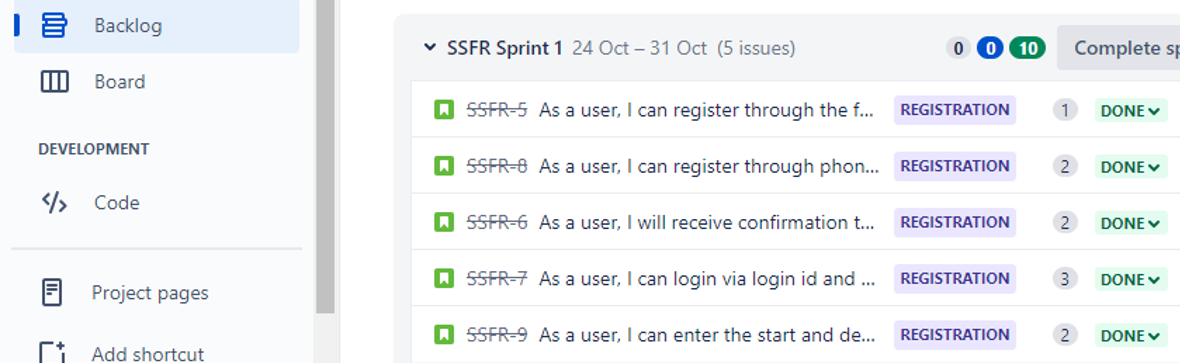 Backlog
Board
DEVELOPMENT
Code
Project pages
Add shortcut
SSFR Sprint 1 24 Oct – 31 Oct (5 issues) 0 0 10 Complete sp
SSFR-5 As a user, I can register through the f... REGISTRATION 1 DONE
SSFR-8 As a user, I can register through phon... REGISTRATION 2 DONE
SSFR-6 As a user, I will receive confirmation t... REGISTRATION 2 DONE
SSFR-7 As a user, I can login via login id and ... REGISTRATION 3 DONE
SSFR-9 As a user, I can enter the start and de... REGISTRATION 2 DONE